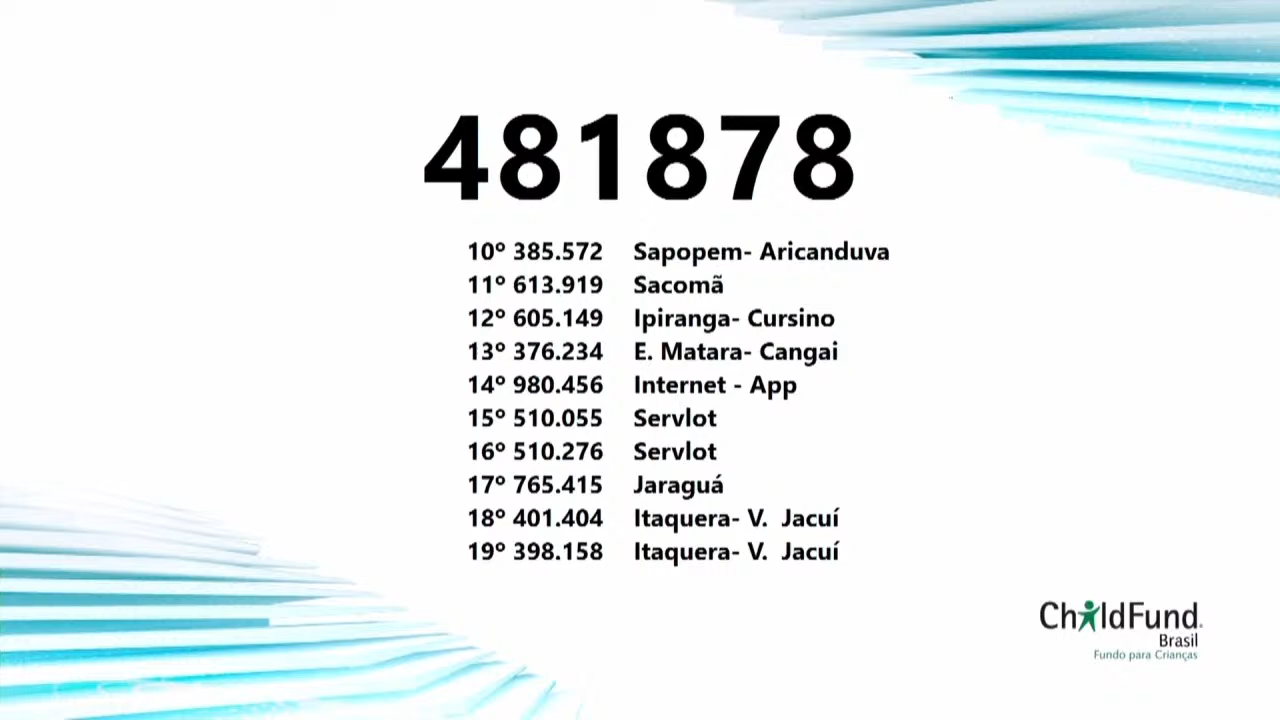 481878
10º 385.572 Sapopem- Aricanduva
11º 613.919 Sacomã
12º 605.149 Ipiranga- Cursino
13º 376.234 E. Matara- Cangai
14º 980.456 Internet - App
15º 510.055 Servlot
16º 510.276 Servlot
17º 765.415 Jaraguá
18º 401.404 Itaquera- V. Jacuí
19º 398.158 Itaquera- V. Jacuí
ChildFund.
Brasil
Fundo para Crianças